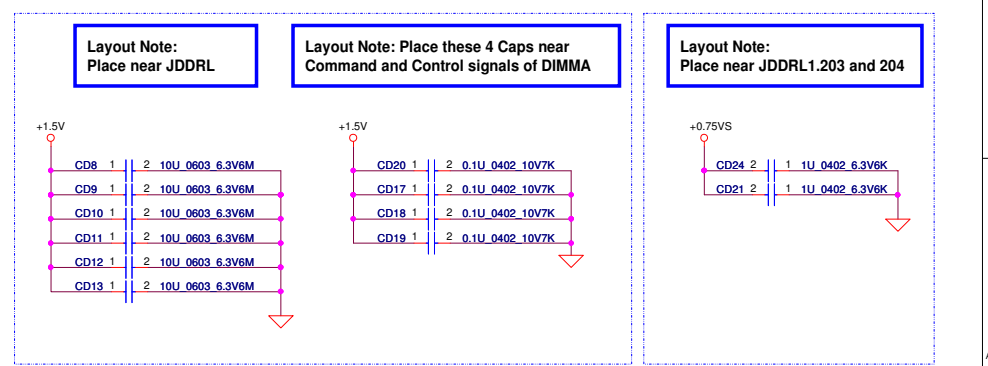 Layout Note:
Place near JDDRL
Layout Note: Place these 4 Caps near
Command and Control signals of DIMMA
Layout Note:
Place near JDDRL1.203 and 204
+1.5V
CD8 1 2 10U_0603_6.3V6M
CD9 1 2 10U_0603_6.3V6M
CD10 1 2 10U_0603_6.3V6M
CD11 1 2 10U_0603_6.3V6M
CD12 1 2 10U_0603_6.3V6M
CD13 1 2 10U_0603_6.3V6M
+1.5V
CD20 1 2 0.1U_0402_10V7K
CD17 1 2 0.1U_0402_10V7K
CD18 1 2 0.1U_0402_10V7K
CD19 1 2 0.1U_0402_10V7K
+0.75VS
CD24 2 1 1U_0402_6.3V6K
CD21 2 1 1U_0402_6.3V6K